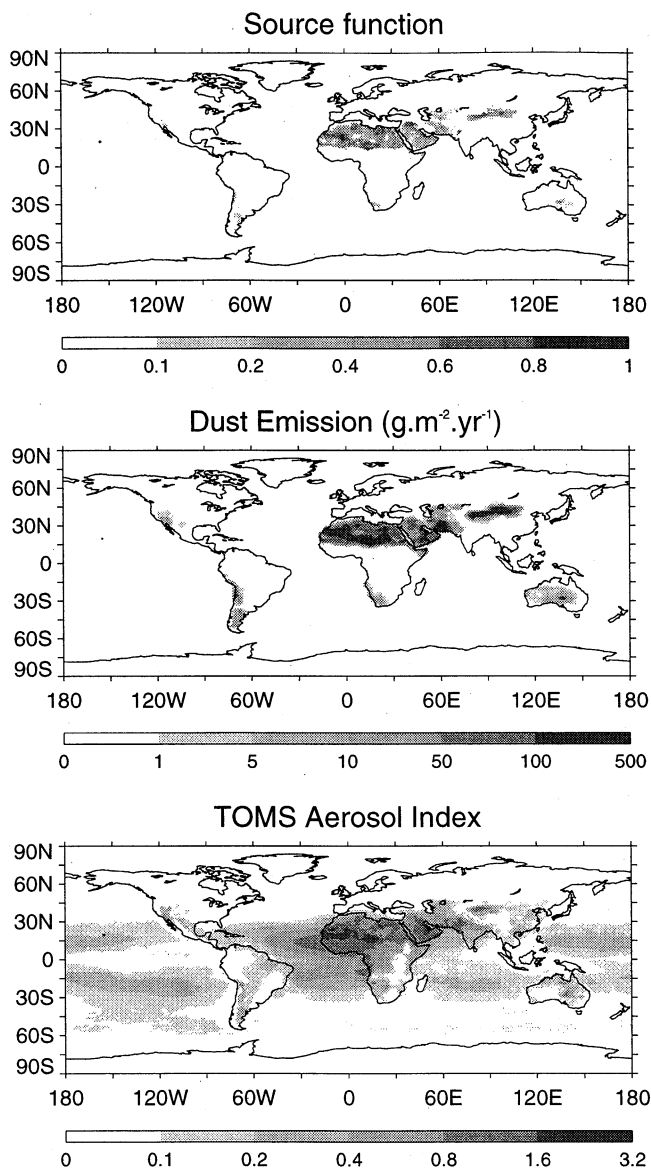 Source function
90N
60N
30N
0
30S
60S
90S
180 120W 60W 0 60E 120E 180
0 0.1 0.2 0.4 0.6 0.8 1
Dust Emission (g.m⁻².yr⁻¹)
90N
60N
30N
0
30S
60S
90S
180 120W 60W 0 60E 120E 180
0 1 5 10 50 100 500
TOMS Aerosol Index
90N
60N
30N
0
30S
60S
90S
180 120W 60W 0 60E 120E 180
0 0.1 0.2 0.4 0.8 1.6 3.2